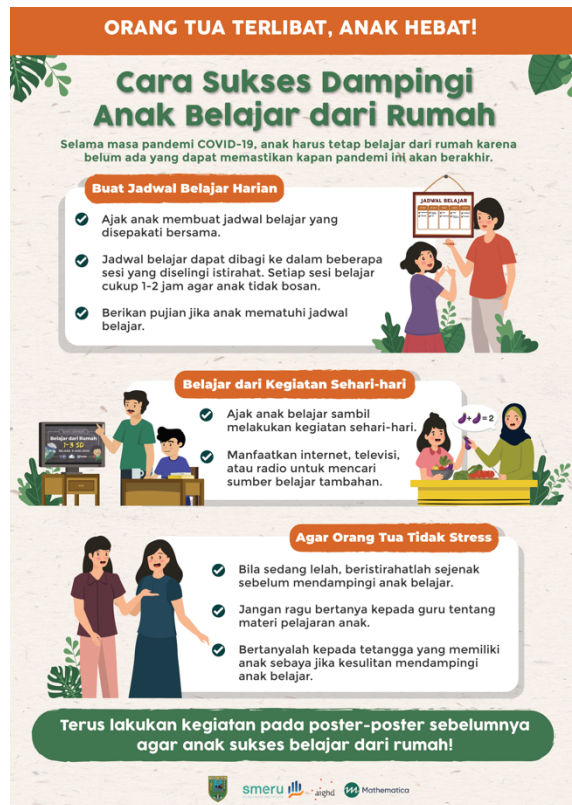 ORANG TUA TERLIBAT, ANAK HEBAT!
Cara Sukses Dampingi
Anak Belajar dari Rumah
Selama masa pandemi COVID-19, anak harus tetap belajar dari rumah karena
belum ada yang dapat memastikan kapan pandemi ini akan berakhir.
Buat Jadwal Belajar Harian
Ajak anak membuat jadwal belajar yang
disepakati bersama.
Jadwal belajar dapat dibagi ke dalam beberapa
sesi yang diselingi istirahat. Setiap sesi belajar
cukup 1-2 jam agar anak tidak bosan.
Berikan pujian jika anak mematuhi jadwal
belajar.
JADWAL BELAJAR
Belajar dari Kegiatan Sehari-hari
Ajak anak belajar sambil
melakukan kegiatan sehari-hari.
Manfaatkan internet, televisi,
atau radio untuk mencari
sumber belajar tambahan.
Belajar dari Rumah
1-3 SD
+ = 2
Agar Orang Tua Tidak Stress
Bila sedang lelah, beristirahatlah sejenak
sebelum mendampingi anak belajar.
Jangan ragu bertanya kepada guru tentang
materi pelajaran anak.
Bertanyalah kepada tetangga yang memiliki
anak sebaya jika kesulitan mendampingi
anak belajar.
Terus lakukan kegiatan pada poster-poster sebelumnya
agar anak sukses belajar dari rumah!
smeru
aighd
Mathematica